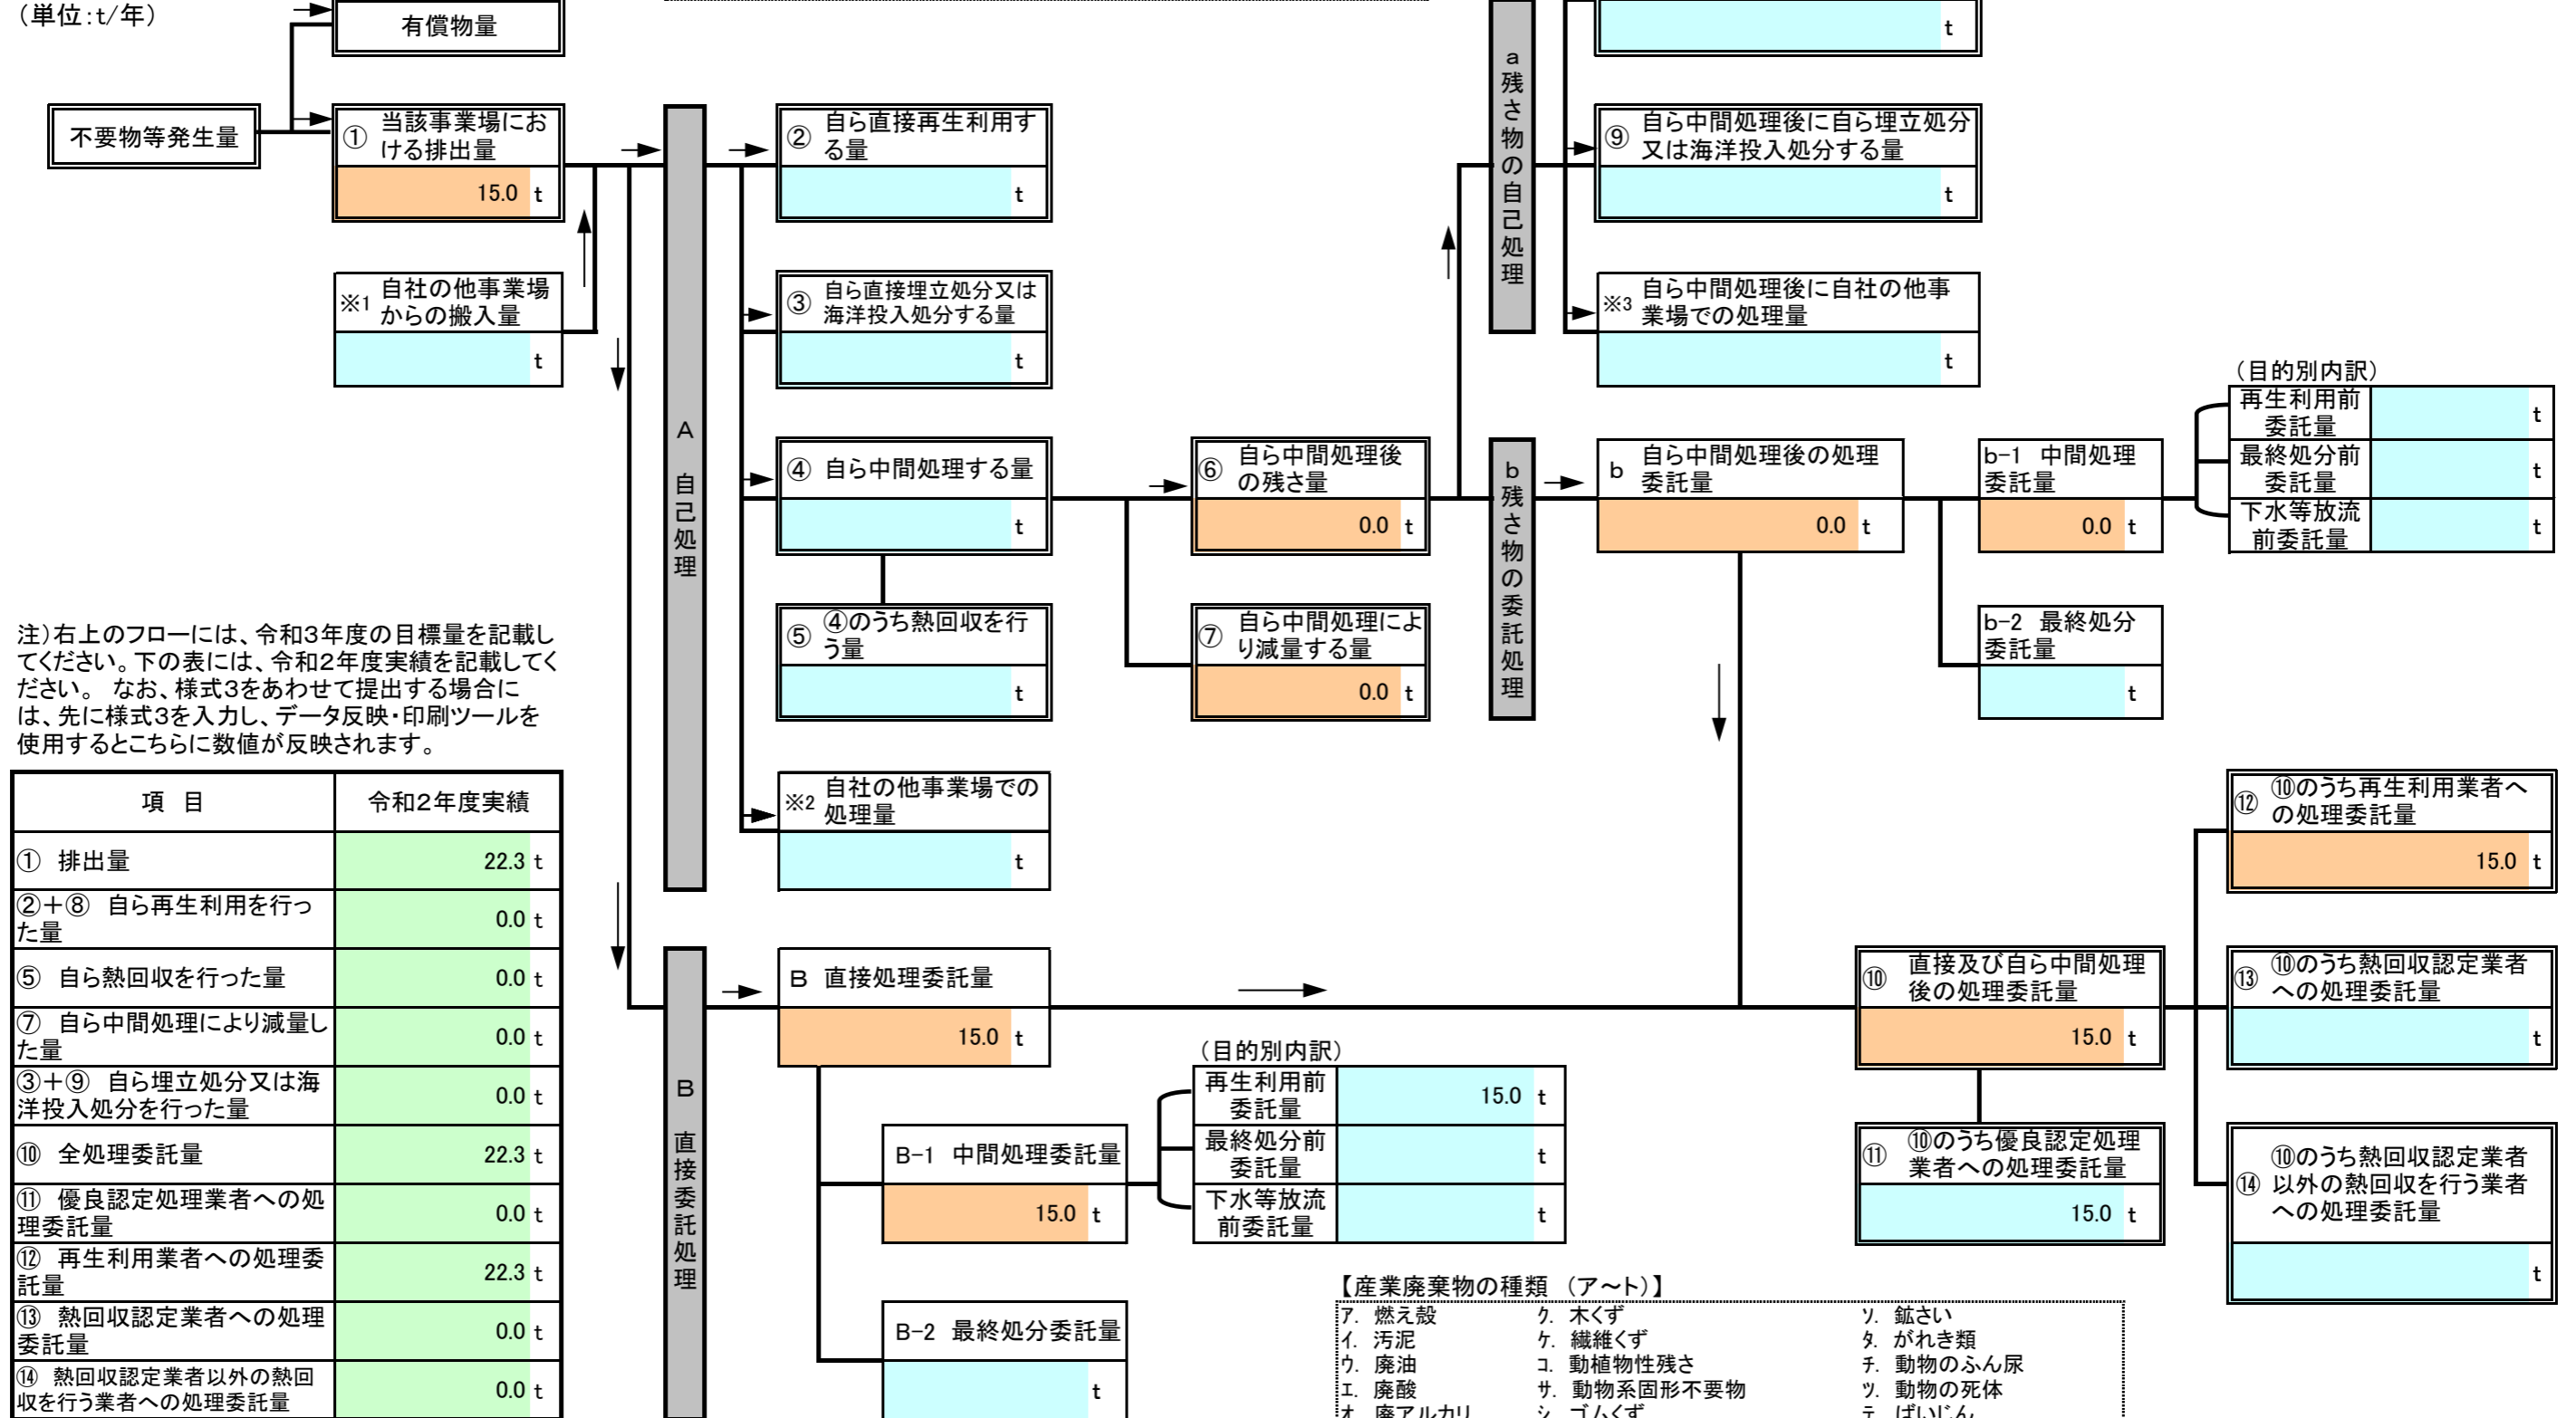 (単位:t/年)
有償物量
t
a 残さ物の自己処理
不要物等発生量
① 当該事業場にお
ける排出量
15.0 t
② 自ら直接再生利用す
る量
t
⑨ 自ら中間処理後に自ら埋立処分
又は海洋投入処分する量
t
※1 自社の他事業場
からの搬入量
t
③ 自ら直接埋立処分又は
海洋投入処分する量
t
※3 自ら中間処理後に自社の他事
業場での処理量
t
A 自己処理
④ 自ら中間処理する量
t
⑥ 自ら中間処理後
の残さ量
0.0 t
b 残さ物の委託処理
b 自ら中間処理後の処理
委託量
0.0 t
b-1 中間処理
委託量
0.0 t
(目的別内訳)
再生利用前
委託量
t
最終処分前
委託量
t
下水等放流
前委託量
t
⑤ ④のうち熱回収を行
う量
t
⑦ 自ら中間処理によ
り減量する量
0.0 t
b-2 最終処分
委託量
t
注)右上のフローには、令和3年度の目標量を記載し
てください。下の表には、令和2年度実績を記載してく
ださい。 なお、様式3をあわせて提出する場合に
は、先に様式3を入力し、データ反映・印刷ツールを
使用するとこちらに数値が反映されます。
※2 自社の他事業場での
処理量
t
項 目 令和2年度実績
① 排出量 22.3 t
②+⑧ 自ら再生利用を行っ
た量 0.0 t
⑤ 自ら熱回収を行った量 0.0 t
⑦ 自ら中間処理により減量し
た量 0.0 t
③+⑨ 自ら埋立処分又は海
洋投入処分を行った量 0.0 t
⑩ 全処理委託量 22.3 t
⑪ 優良認定処理業者への処
理委託量 0.0 t
⑫ 再生利用業者への処理委
託量 22.3 t
⑬ 熱回収認定業者への処理
委託量 0.0 t
⑭ 熱回収認定業者以外の熱回
収を行う業者への処理委託量 0.0 t
B 直接委託処理
B 直接処理委託量
15.0 t
B-1 中間処理委託量
15.0 t
(目的別内訳)
再生利用前
委託量
15.0 t
最終処分前
委託量
t
下水等放流
前委託量
t
B-2 最終処分委託量
t
⑩ 直接及び自ら中間処理
後の処理委託量
15.0 t
⑪ ⑩のうち優良認定処理
業者への処理委託量
15.0 t
⑫ ⑩のうち再生利用業者へ
の処理委託量
15.0 t
⑬ ⑩のうち熱回収認定業者
への処理委託量
t
⑭ ⑩のうち熱回収認定業者
以外の熱回収を行う業者
への処理委託量
t
【産業廃棄物の種類 (ア~ト)】
ア. 燃え殻 ク. 木くず ソ. 鉱さい
イ. 汚泥 ケ. 繊維くず タ. がれき類
ウ. 廃油 コ. 動植物性残さ チ. 動物のふん尿
エ. 廃酸 サ. 動物系固形不要物 ツ. 動物の死体
オ. 廃アルカリ シ. ゴムくず テ. ばいじん